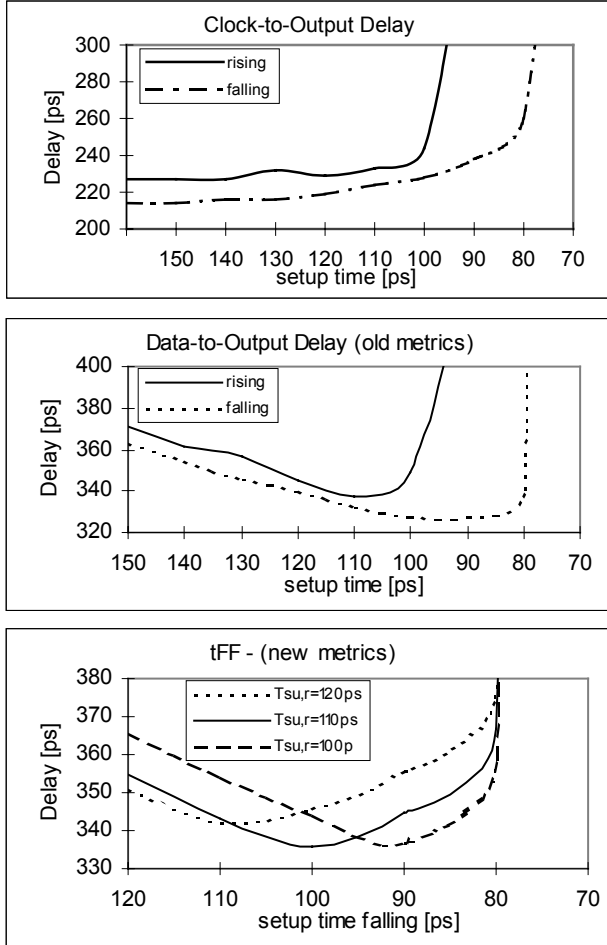 Clock-to-Output Delay
300
280
260
240
220
200
Delay [ps]
rising
falling
150 140 130 120 110 100 90 80 70
setup time [ps]
Data-to-Output Delay (old metrics)
400
380
360
340
320
Delay [ps]
rising
falling
150 140 130 120 110 100 90 80 70
setup time [ps]
tFF - (new metrics)
380
370
360
350
340
330
Delay [ps]
Tsu,r=120ps
Tsu,r=110ps
Tsu,r=100p
120 110 100 90 80 70
setup time falling [ps]